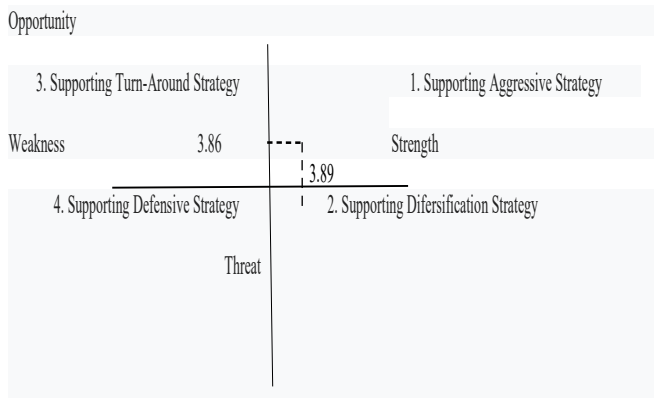 Opportunity
3. Supporting Turn-Around Strategy 1. Supporting Aggressive Strategy
Weakness 3.86 Strength
3.89
4. Supporting Defensive Strategy 2. Supporting Difersification Strategy
Threat